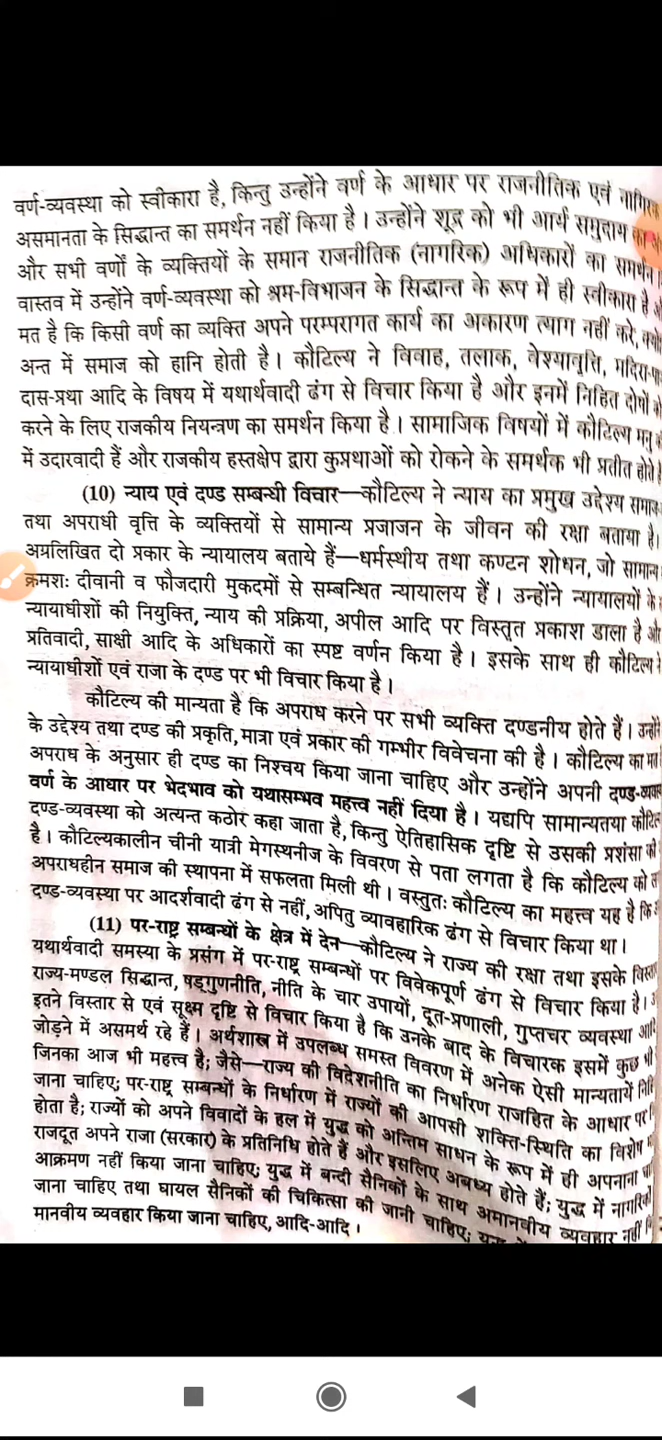 वर्ण-व्यवस्था को स्वीकारा है, किन्तु उन्होंने वर्ण के आधार पर राजनीतिक एवं
असमानता के सिद्धान्त का समर्थन नहीं किया है। उन्होंने शूद्र को भी आर्य समुदाय का
और सभी वर्णों के व्यक्तियों के समान राजनीतिक (नागरिक) अधिकारों का समर्थन
वास्तव में उन्होंने वर्ण-व्यवस्था को श्रम-विभाजन के सिद्धान्त के रूप में ही स्वीकारा है
मत है कि किसी वर्ण का व्यक्ति अपने परम्परागत कार्य का अकारण त्याग नहीं करे,
अन्त में समाज को हानि होती है। कौटिल्य ने विवाह, तलाक, वेश्यावृत्ति,
दास-प्रथा आदि के विषय में यथार्थवादी ढंग से विचार किया है और इनमें निहित दोषों को
करने के लिए राजकीय नियन्त्रण का समर्थन किया है। सामाजिक विषयों में कौटिल्य मनु
में उदारवादी हैं और राजकीय हस्तक्षेप द्वारा कुप्रथाओं को रोकने के समर्थक भी प्रतीत होते
(10) न्याय एवं दण्ड सम्बन्धी विचार—कौटिल्य ने न्याय का प्रमुख उद्देश्य
तथा अपराधी वृत्ति के व्यक्तियों से सामान्य प्रजाजन के जीवन की रक्षा बताया है।
अग्रलिखित दो प्रकार के न्यायालय बताये हैं—धर्मस्थीय तथा कण्टन शोधन, जो सामान्य
क्रमशः दीवानी व फौजदारी मुकदमों से सम्बन्धित न्यायालय हैं। उन्होंने न्यायालयों के
न्यायाधीशों की नियुक्ति, न्याय की प्रक्रिया, अपील आदि पर विस्तृत प्रकाश डाला है और
प्रतिवादी, साक्षी आदि के अधिकारों का स्पष्ट वर्णन किया है। इसके साथ ही कौटिल्य ने
न्यायाधीशों एवं राजा के दण्ड पर भी विचार किया है।
कौटिल्य की मान्यता है कि अपराध करने पर सभी व्यक्ति दण्डनीय होते हैं। उन्होंने
के उद्देश्य तथा दण्ड की प्रकृति, मात्रा एवं प्रकार की गम्भीर विवेचना की है। कौटिल्य का मत
अपराध के अनुसार ही दण्ड का निश्चय किया जाना चाहिए और उन्होंने अपनी
वर्ण के आधार पर भेदभाव को यथासम्भव महत्त्व नहीं दिया है। यद्यपि सामान्यतया
दण्ड-व्यवस्था को अत्यन्त कठोर कहा जाता है, किन्तु ऐतिहासिक दृष्टि से उसकी प्रशंसा की
है। कौटिल्यकालीन चीनी यात्री मेगस्थनीज के विवरण से पता लगता है कि कौटिल्य को
अपराधहीन समाज की स्थापना में सफलता मिली थी। वस्तुतः कौटिल्य का महत्त्व यह है कि
दण्ड-व्यवस्था पर आदर्शवादी ढंग से नहीं, अपितु व्यावहारिक ढंग से विचार किया था।
(11) पर-राष्ट्र सम्बन्धों के क्षेत्र में देन—कौटिल्य ने राज्य की रक्षा तथा इसके
यथार्थवादी समस्या के प्रसंग में पर-राष्ट्र सम्बन्धों पर विवेकपूर्ण ढंग से विचार किया है।
राज्य-मण्डल सिद्धान्त, षड्गुणनीति, नीति के चार उपायों, दूत-प्रणाली, गुप्तचर व्यवस्था
इतने विस्तार से एवं सूक्ष्म दृष्टि से विचार किया है कि उनके बाद के विचारक इसमें कुछ भी
जोड़ने में असमर्थ रहे हैं। अर्थशास्त्र में उपलब्ध समस्त विवरण में अनेक ऐसी मान्यतायें
जिनका आज भी महत्त्व है; जैसे—राज्य की विदेशनीति का निर्धारण राजहित के आधार पर
जाना चाहिए; पर-राष्ट्र सम्बन्धों के निर्धारण में राज्यों की आपसी शक्ति-स्थिति का विशेष
होता है; राज्यों को अपने विवादों के हल में युद्ध को अन्तिम साधन के रूप में ही अपनाना
राजदूत अपने राजा (सरकार) के प्रतिनिधि होते हैं और इसलिए अबध्य होते हैं; युद्ध में
आक्रमण नहीं किया जाना चाहिए; युद्ध में बन्दी सैनिकों के साथ अमानवीय व्यवहार नहीं
जाना चाहिए तथा घायल सैनिकों की चिकित्सा की जानी चाहिए;
मानवीय व्यवहार किया जाना चाहिए, आदि-आदि।